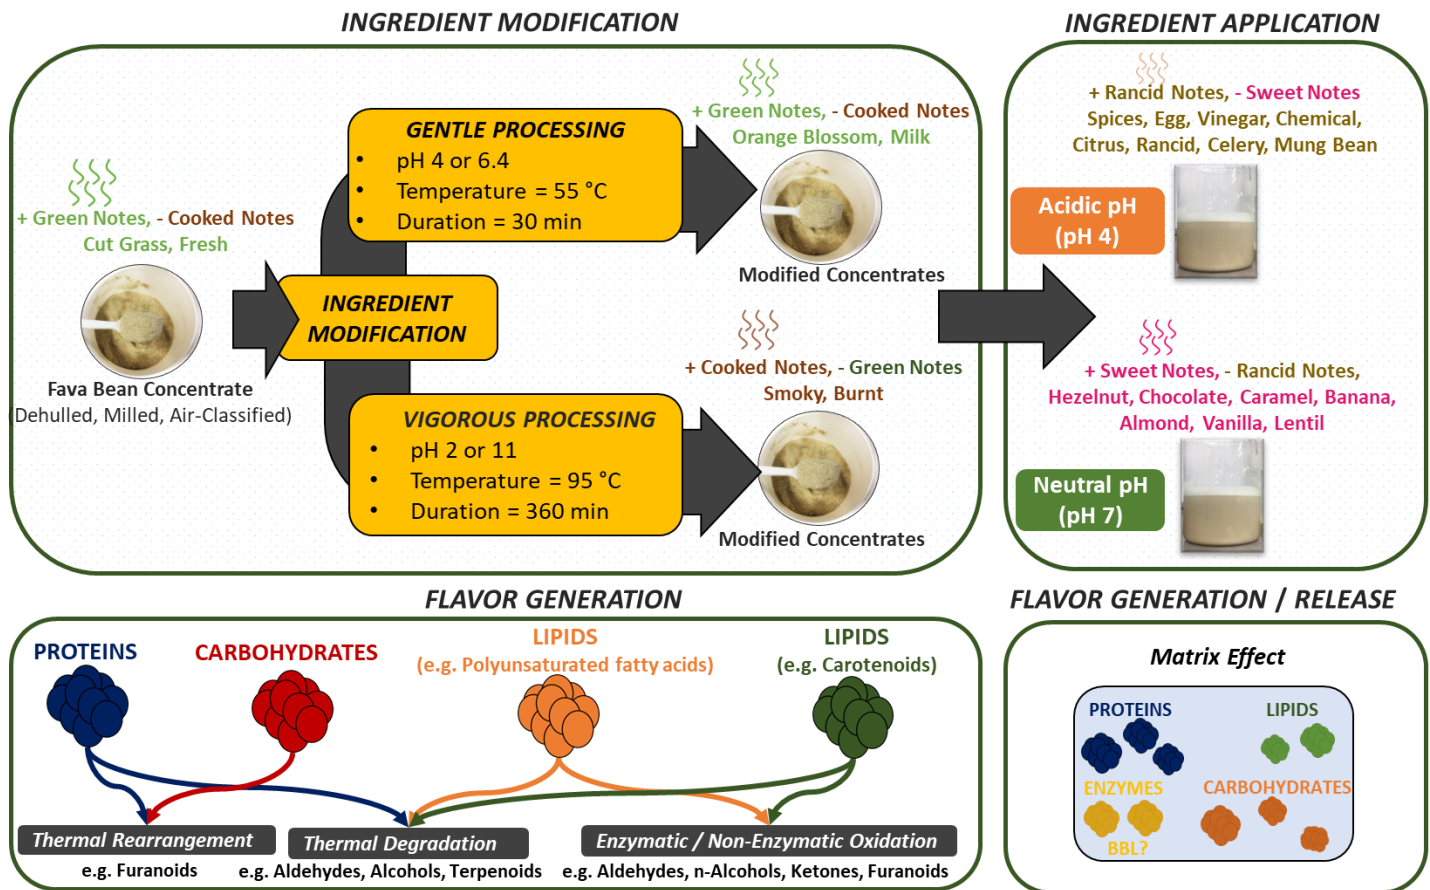 INGREDIENT MODIFICATION
+ Green Notes, - Cooked Notes
Cut Grass, Fresh
Fava Bean Concentrate
(Dehulled, Milled, Air-Classified)
INGREDIENT
MODIFICATION
GENTLE PROCESSING
• pH 4 or 6.4
• Temperature = 55 °C
• Duration = 30 min
+ Green Notes, - Cooked Notes
Orange Blossom, Milk
Modified Concentrates
VIGOROUS PROCESSING
• pH 2 or 11
• Temperature = 95 °C
• Duration = 360 min
+ Cooked Notes, - Green Notes
Smoky, Burnt
Modified Concentrates
INGREDIENT APPLICATION
+ Rancid Notes, - Sweet Notes
Spices, Egg, Vinegar, Chemical,
Citrus, Rancid, Celery, Mung Bean
Acidic pH
(pH 4)
+ Sweet Notes, - Rancid Notes,
Hezelnut, Chocolate, Caramel, Banana,
Almond, Vanilla, Lentil
Neutral pH
(pH 7)
FLAVOR GENERATION
PROTEINS
CARBOHYDRATES
LIPIDS
(e.g. Polyunsaturated fatty acids)
LIPIDS
(e.g. Carotenoids)
Thermal Rearrangement
e.g. Furanoids
Thermal Degradation
e.g. Aldehydes, Alcohols, Terpenoids
Enzymatic / Non-Enzymatic Oxidation
e.g. Aldehydes, n-Alcohols, Ketones, Furanoids
FLAVOR GENERATION / RELEASE
Matrix Effect
PROTEINS
LIPIDS
ENZYMES
CARBOHYDRATES
BBL?